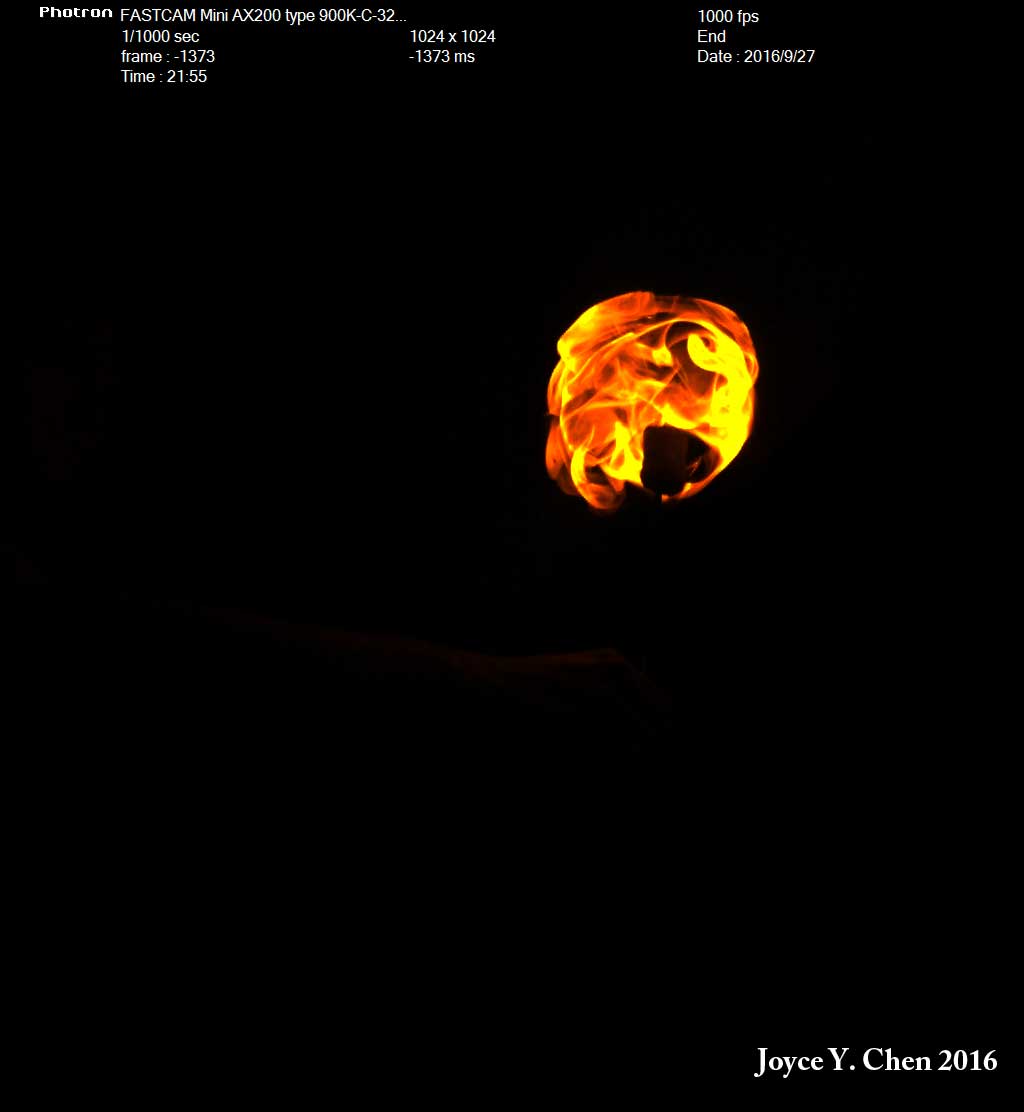 Photron FASTCAM Mini AX200 type 900K-C-32... 1000 fps
1/1000 sec 1024 x 1024 End
frame : -1373 -1373 ms Date : 2016/9/27
Time : 21:55
Joyce Y. Chen 2016